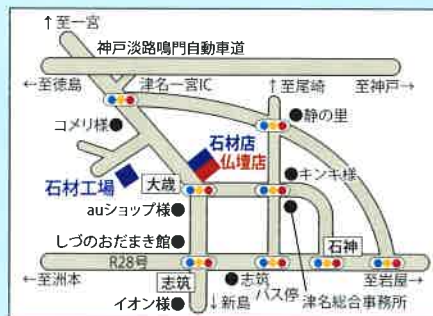 ↑至一宮
神戸淡路鳴門自動車道
←至徳島
津名一宮IC
↑至尾崎
至神戸→
コメリ様
静の里
石材店
仏壇店
キンキ様
石材工場
大歳
auショップ様
しづのおだまき館
石神
R28号
←至洲本
志筑
志筑
バス停
至岩屋→
イオン様
↓新島
津名総合事務所